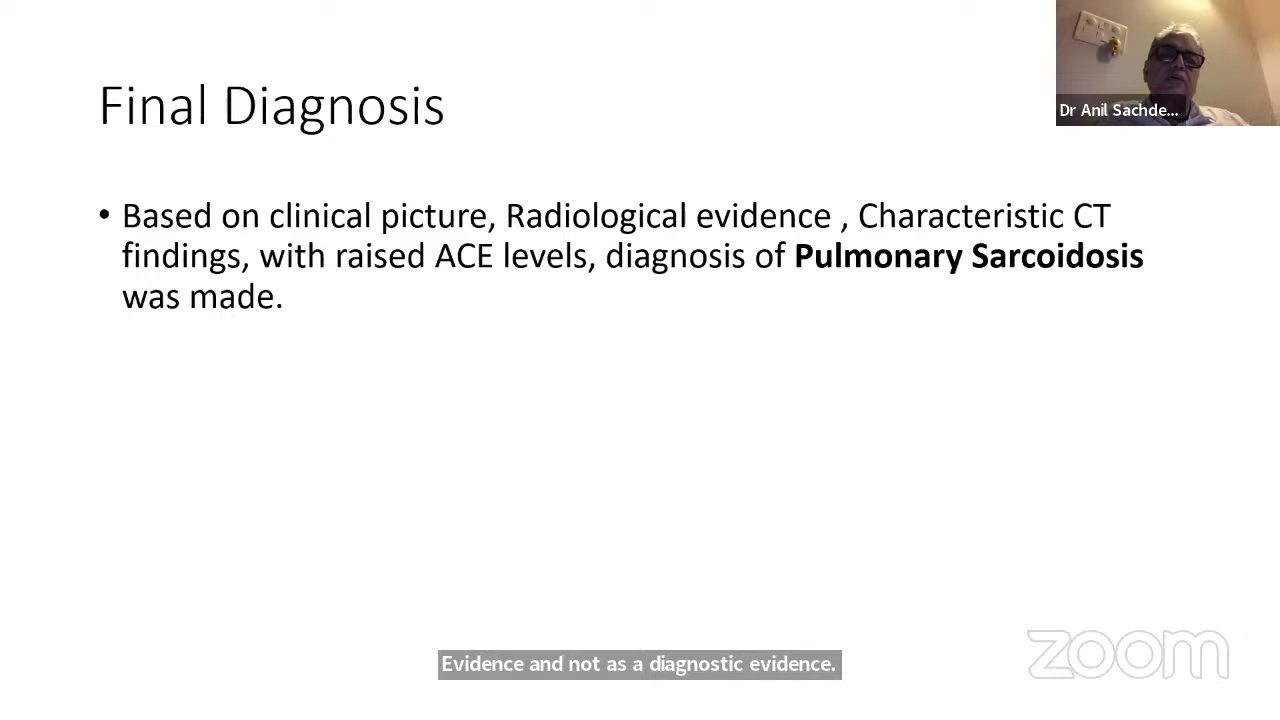 Final Diagnosis
Dr Anil Sachde...
• Based on clinical picture, Radiological evidence , Characteristic CT
findings, with raised ACE levels, diagnosis of Pulmonary Sarcoidosis
was made.
Evidence and not as a diagnostic evidence.
zoom